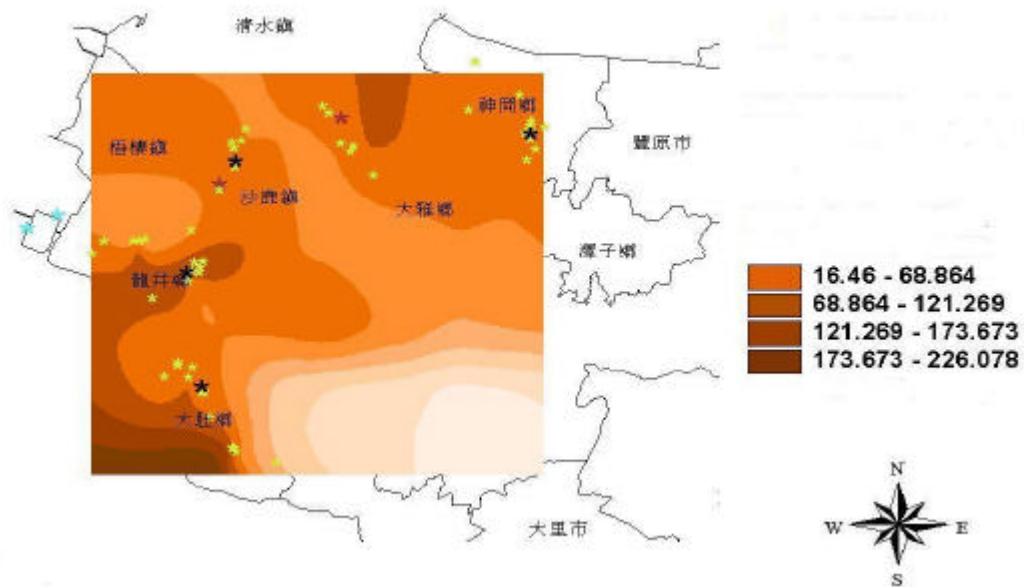 清水鎮
神岡鄉
豐原市
梧棲鎮
沙鹿鎮
大雅鄉
潭子鄉
龍井鄉
16.46 - 68.864
68.864 - 121.269
121.269 - 173.673
173.673 - 226.078
大肚鄉
大里市
N
W
E
S